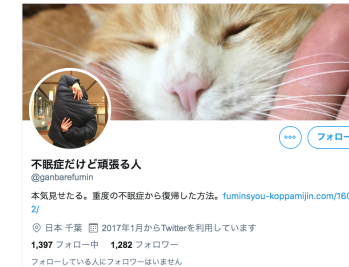 フォロー
不眠症だけど頑張る人
@ganbarefumin
本気見せたる。重度の不眠症から復帰した方法。fuminsyou-koppamijin.com/160
2/
日本 千葉 2017年1月からTwitterを利用しています
1,397 フォロー中 1,282 フォロワー
フォローしている人にフォロワーはいません